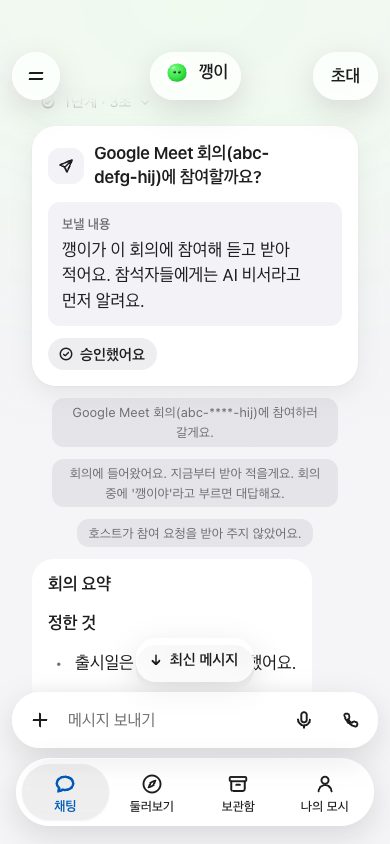 깽이
초대
1단계 · 3초
Google Meet 회의(abc-
defg-hij)에 참여할까요?
보낼 내용
깽이가 이 회의에 참여해 듣고 받아
적어요. 참석자들에게는 AI 비서라고
먼저 알려요.
승인했어요
Google Meet 회의(abc-****-hij)에 참여하러
갈게요.
회의에 들어왔어요. 지금부터 받아 적을게요. 회의
중에 '깽이야'라고 부르면 대답해요.
호스트가 참여 요청을 받아 주지 않았어요.
회의 요약
정한 것
• 출시일은
했어요.
최신 메시지
메시지 보내기
채팅
둘러보기
보관함
나의 모시